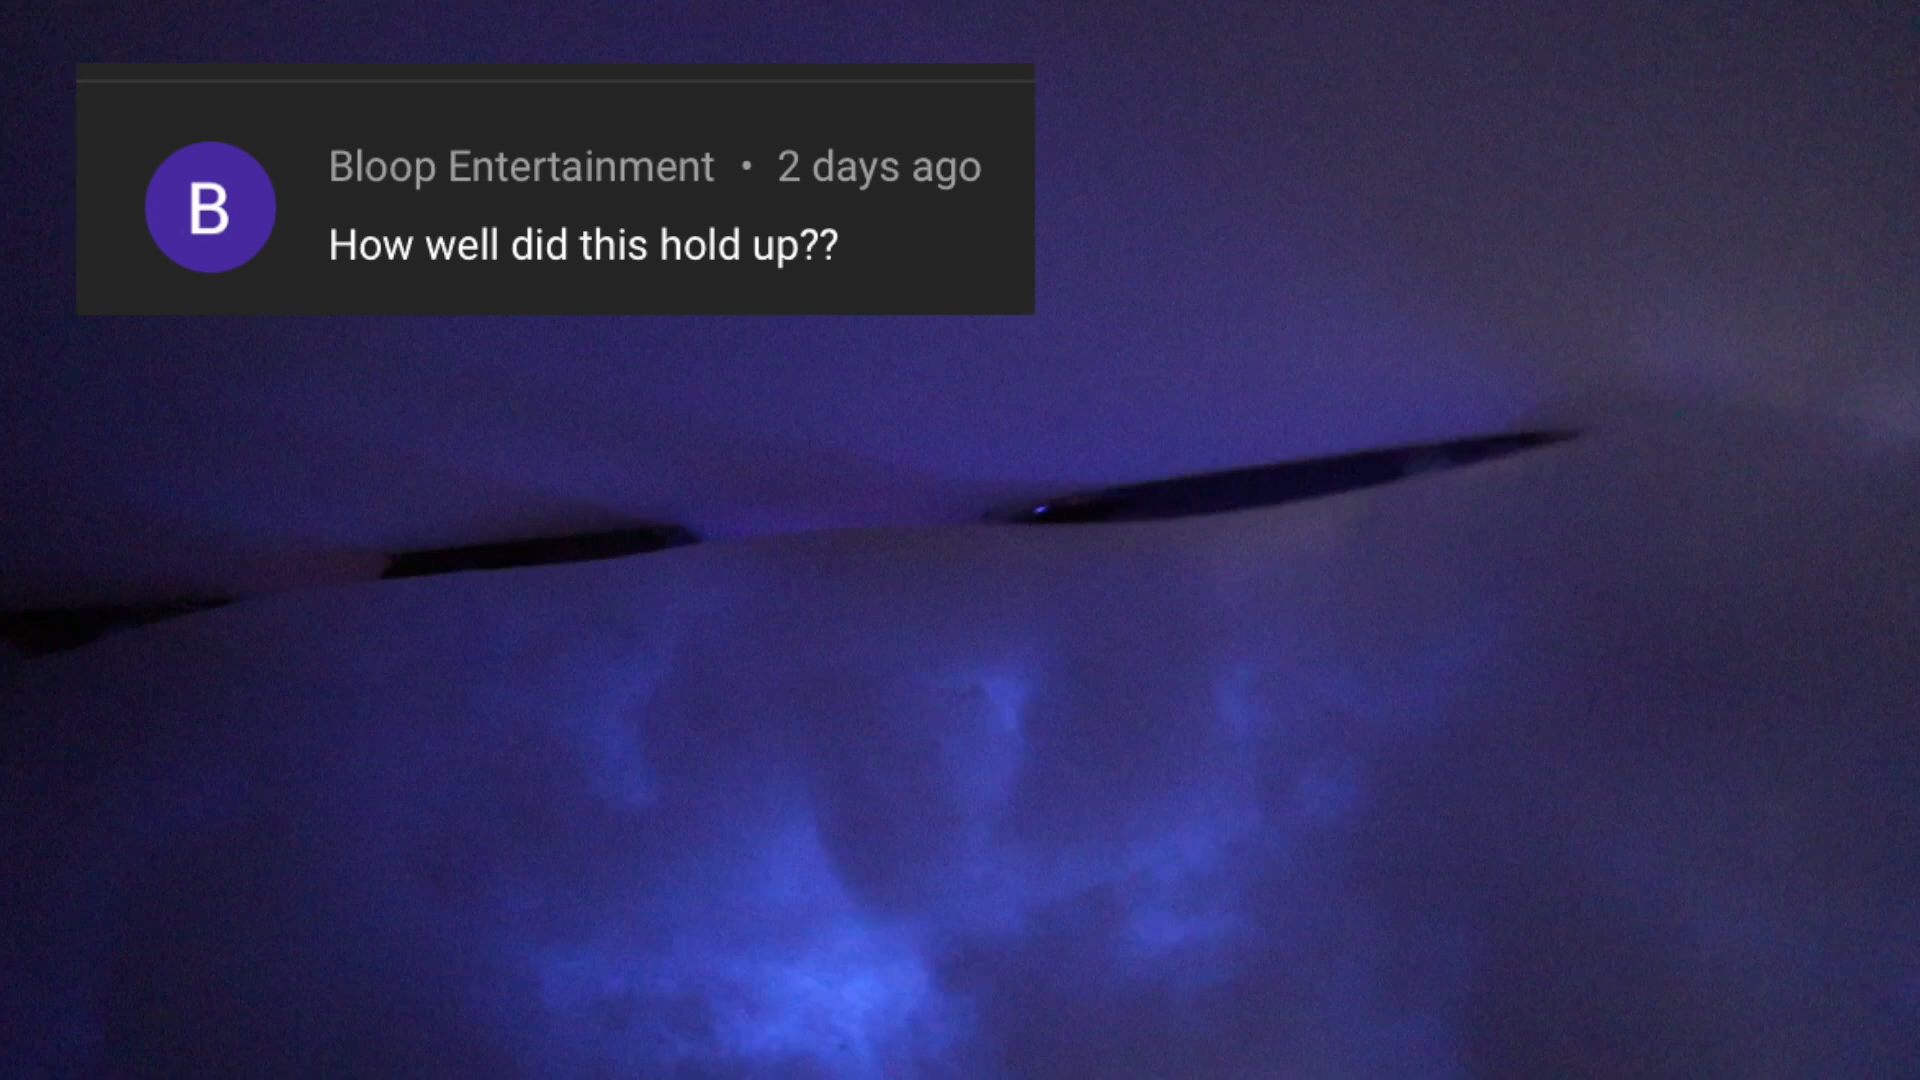 B
Bloop Entertainment • 2 days ago
How well did this hold up??